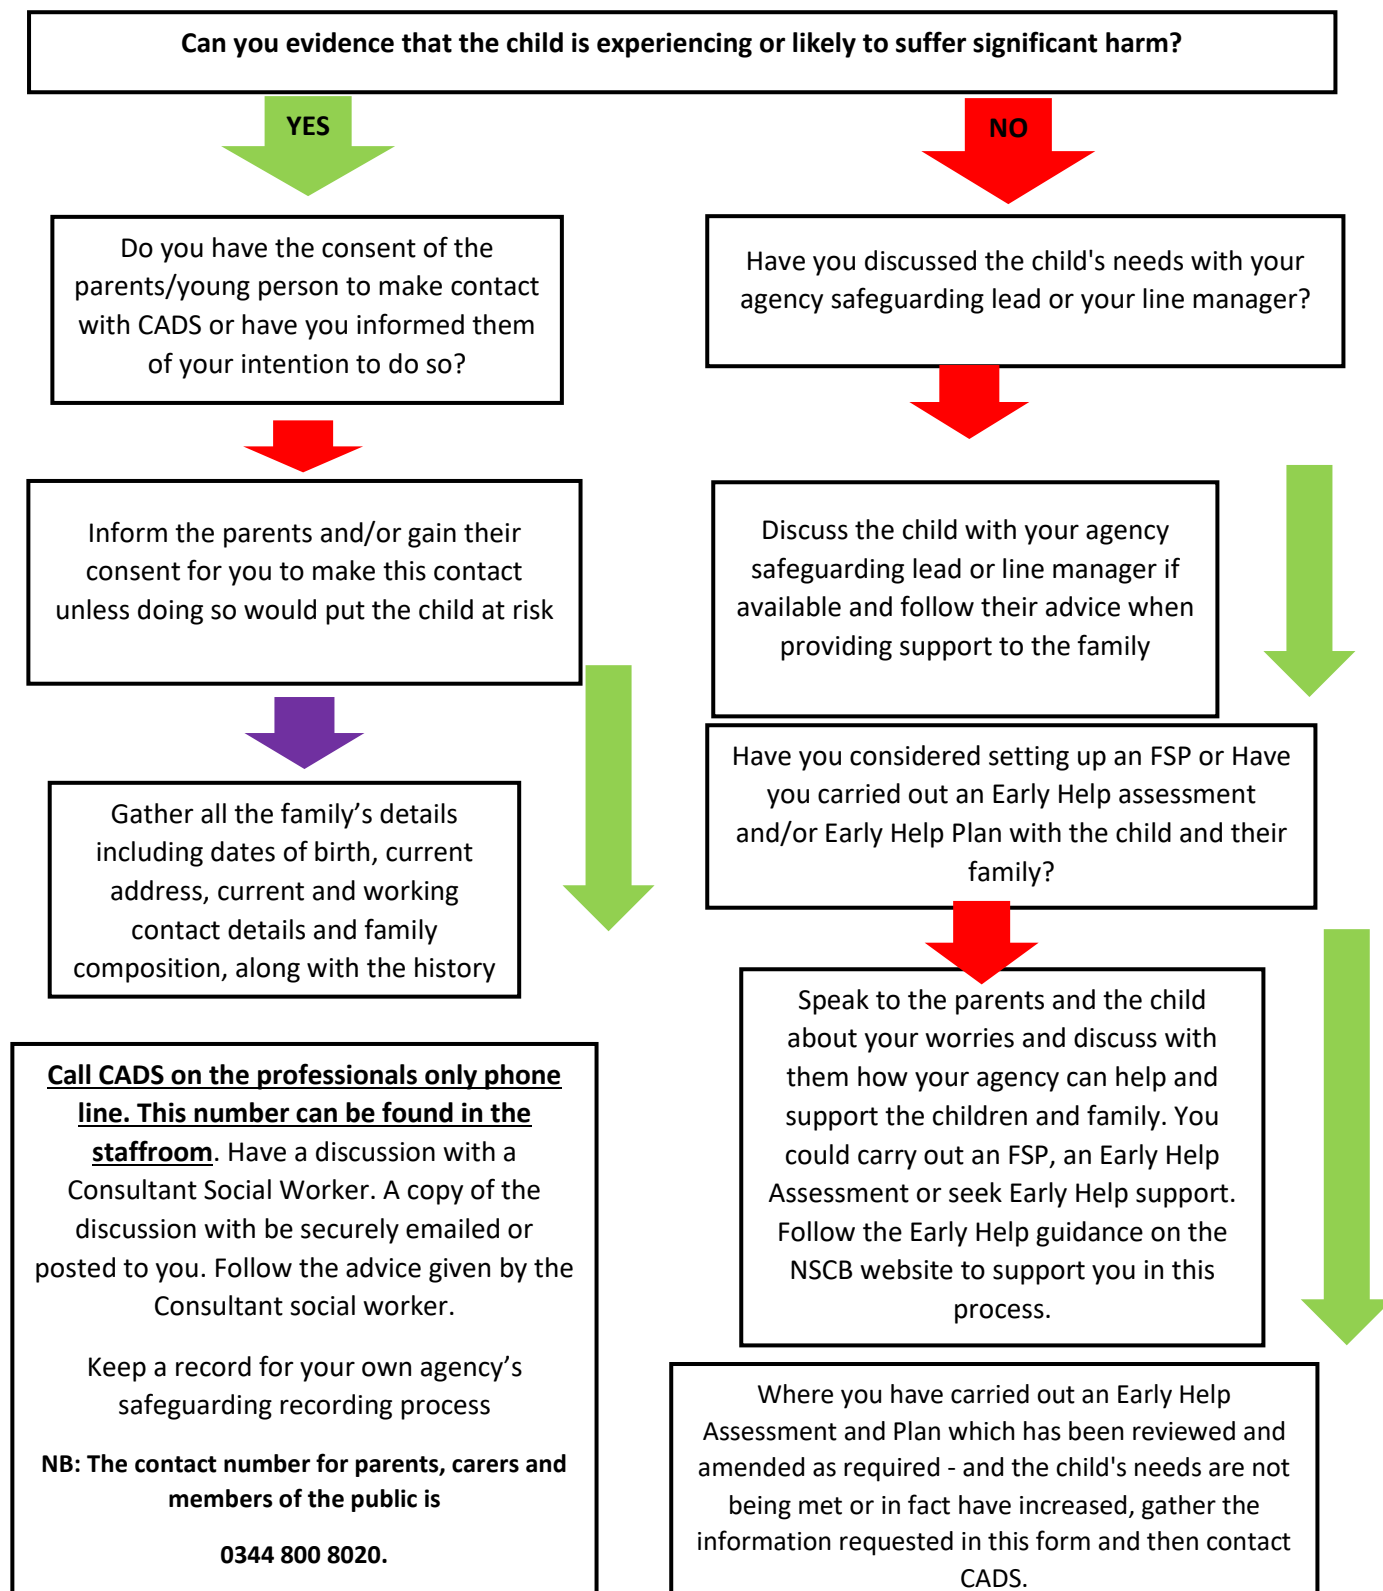 Can you evidence that the child is experiencing or likely to suffer significant harm?
YES
NO
Do you have the consent of the
parents/young person to make contact
with CADS or have you informed them
of your intention to do so?
Inform the parents and/or gain their
consent for you to make this contact
unless doing so would put the child at risk
Gather all the family’s details
including dates of birth, current
address, current and working
contact details and family
composition, along with the history
Call CADS on the professionals only phone
line. This number can be found in the
staffroom. Have a discussion with a
Consultant Social Worker. A copy of the
discussion with be securely emailed or
posted to you. Follow the advice given by the
Consultant social worker.
Keep a record for your own agency’s
safeguarding recording process
NB: The contact number for parents, carers and
members of the public is
0344 800 8020.
Have you discussed the child's needs with your
agency safeguarding lead or your line manager?
Discuss the child with your agency
safeguarding lead or line manager if
available and follow their advice when
providing support to the family
Have you considered setting up an FSP or Have
you carried out an Early Help assessment
and/or Early Help Plan with the child and their
family?
Speak to the parents and the child
about your worries and discuss with
them how your agency can help and
support the children and family. You
could carry out an FSP, an Early Help
Assessment or seek Early Help support.
Follow the Early Help guidance on the
NSCB website to support you in this
process.
Where you have carried out an Early Help
Assessment and Plan which has been reviewed and
amended as required - and the child's needs are not
being met or in fact have increased, gather the
information requested in this form and then contact
CADS.